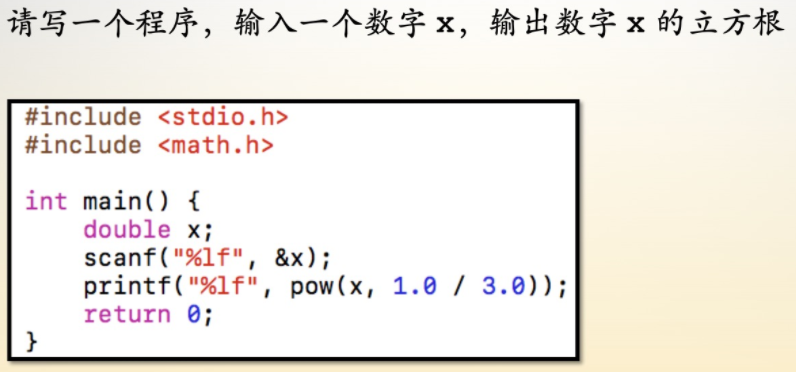 请写一个程序，输入一个数字 x，输出数字 x 的立方根
#include <stdio.h>
#include <math.h>
int main() {
    double x;
    scanf("%lf", &x);
    printf("%lf", pow(x, 1.0 / 3.0));
    return 0;
}